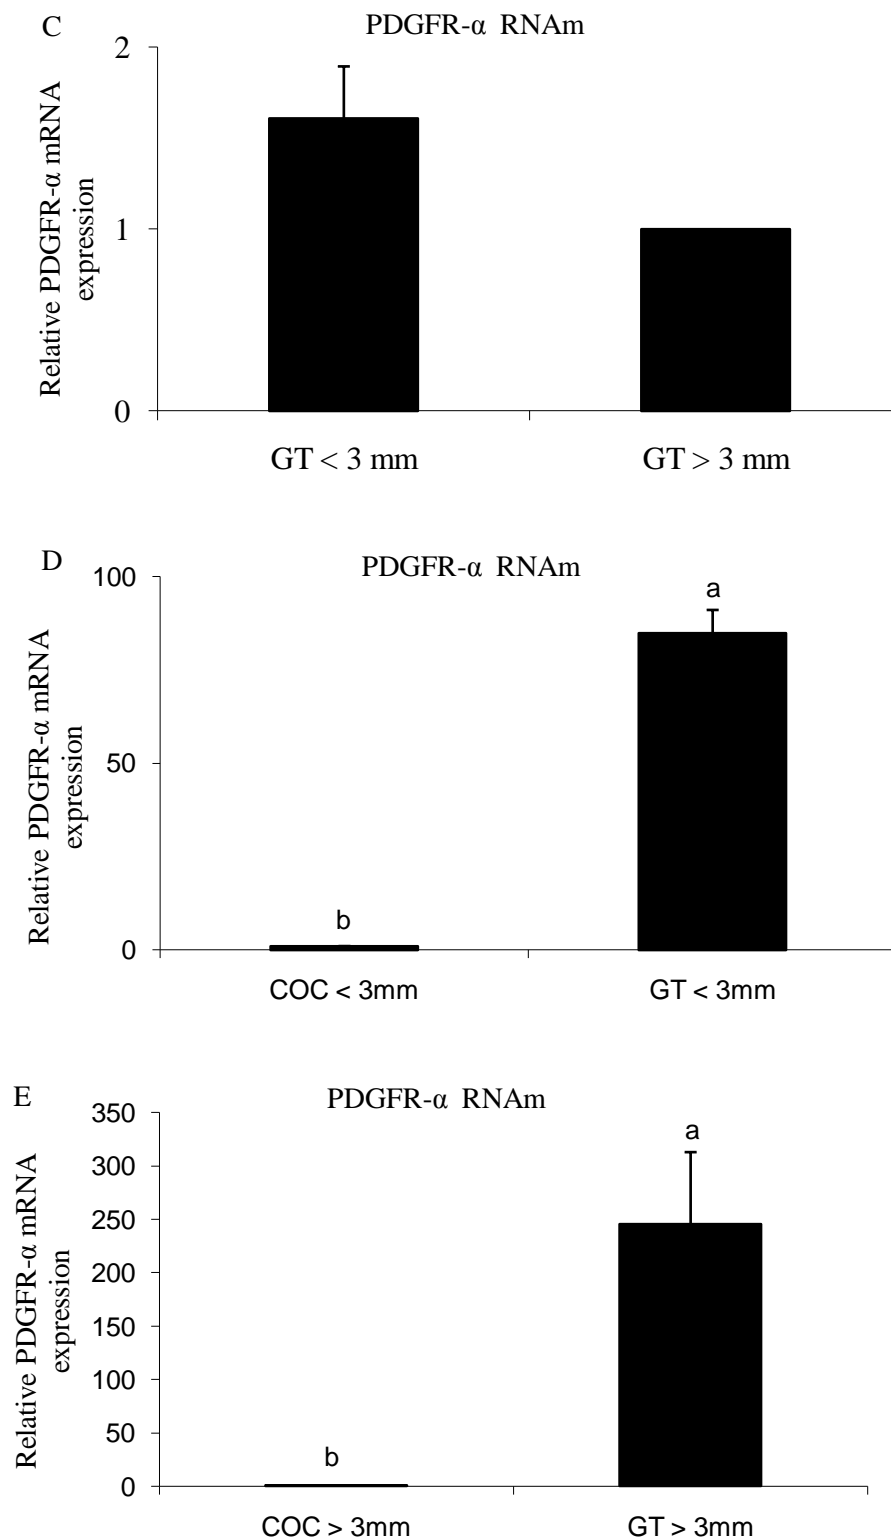 C
PDGFR-α RNAm
Relative PDGFR-α mRNA
expression
2
1
0
GT < 3 mm
GT > 3 mm
D
PDGFR-α RNAm
Relative PDGFR-α mRNA
expression
100
50
0
a
b
COC < 3mm
GT < 3mm
E
PDGFR-α RNAm
Relative PDGFR-α mRNA
expression
350
300
250
200
150
100
50
0
a
b
COC > 3mm
GT > 3mm